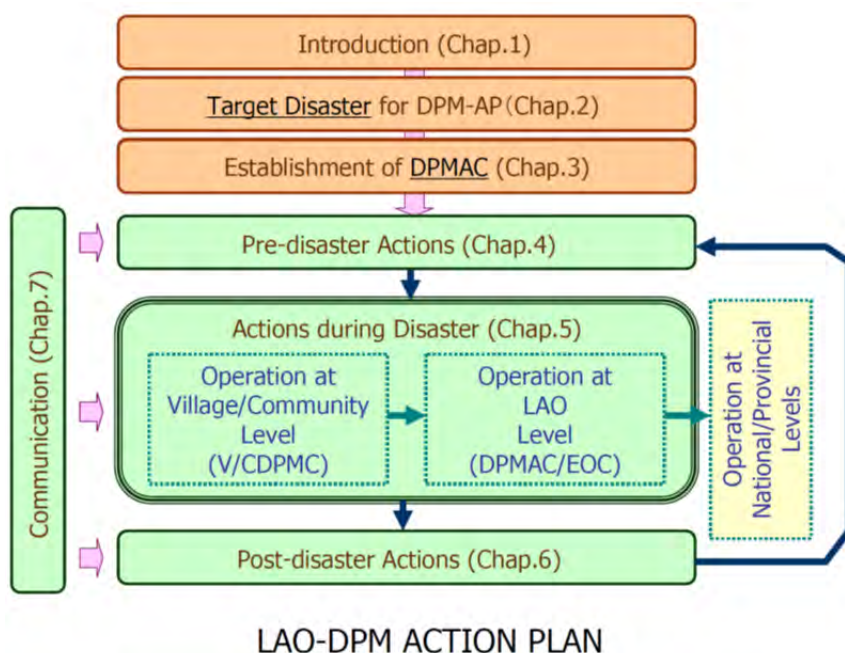 Introduction (Chap.1)
Target Disaster for DPM-AP(Chap.2)
Establishment of DPMAC (Chap.3)
Communication (Chap.7)
Pre-disaster Actions (Chap.4)
Actions during Disaster (Chap.5)
Operation at
Village/Community
Level
(V/CDPMC)
Operation at
LAO
Level
(DPMAC/EOC)
Operation at
National/Provincial
Levels
Post-disaster Actions (Chap.6)
LAO-DPM ACTION PLAN